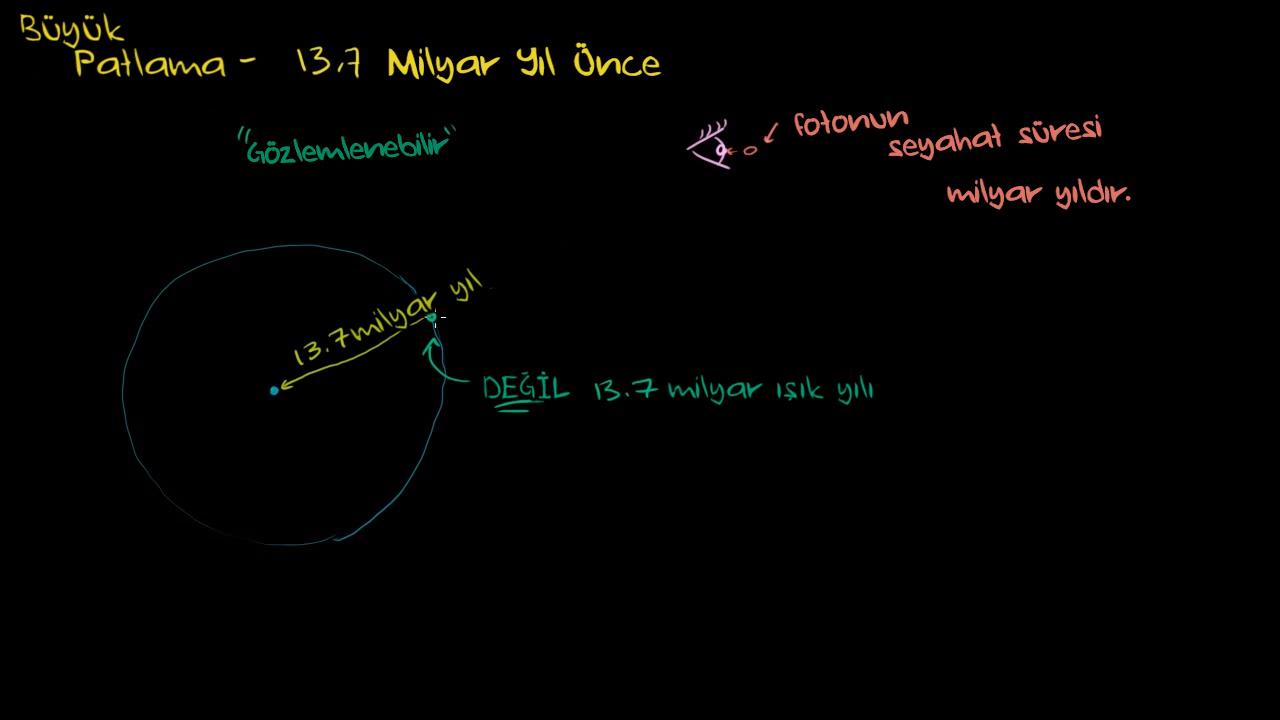 Büyük
Patlama - 13.7 Milyar Yıl Önce
"Gözlemlenebilir"
fotonun
seyahat süresi
milyar yıldır.
13.7 milyar yıl
DEĞİL 13.7 milyar ışık yılı